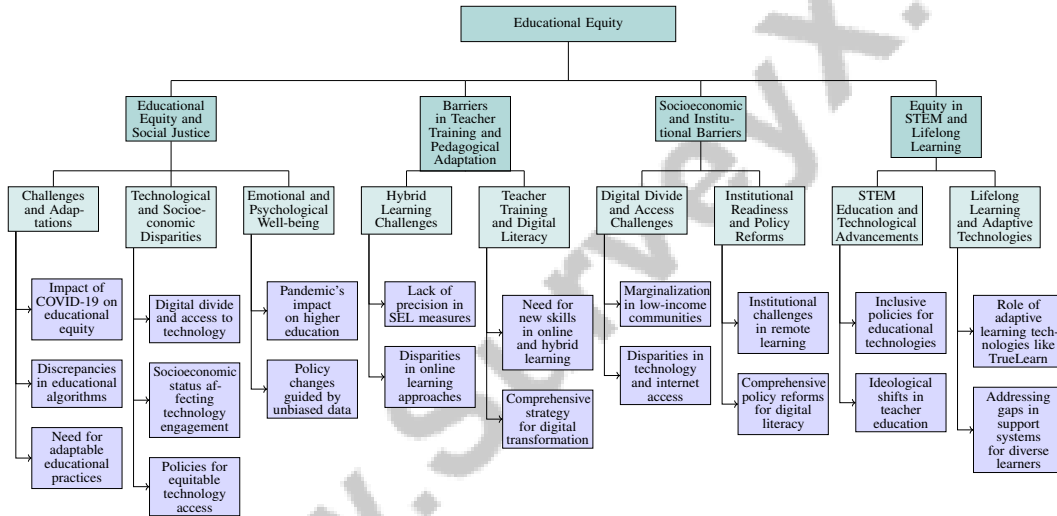 Educational Equity
Educational
Equity and
Social Justice
Barriers
in Teacher
Training and
Pedagogical
Adaptation
Socioeconomic
and Institu-
tional Barriers
Equity in
STEM and
Lifelong
Learning
Challenges
and Adap-
tations
Technological
and Socioe-
conomic
Disparities
Emotional and
Psychological
Well-being
Hybrid
Learning
Challenges
Teacher
Training
and Digital
Literacy
Digital Divide
and Access
Challenges
Institutional
Readiness
and Policy
Reforms
STEM
Education and
Technological
Advancements
Lifelong
Learning
and Adaptive
Technologies
Impact of
COVID-19 on
educational
equity
Discrepancies
in educational
algorithms
Need for
adaptable
educational
practices
Digital divide
and access to
technology
Socioeconomic
status af-
fecting
technology
engagement
Policies for
equitable
technology
access
Pandemic's
impact
on higher
education
Policy
changes
guided by
unbiased data
Lack of
precision in
SEL measures
Disparities
in online
learning
approaches
Need for
new skills
in online
and hybrid
learning
Comprehensive
strategy
for digital
transformation
Marginalization
in low-income
communities
Disparities in
technology
and internet
access
Institutional
challenges
in remote
learning
Comprehensive
policy reforms
for digital
literacy
Inclusive
policies for
educational
technologies
Ideological
shifts in
teacher
education
Role of
adaptive
learning tech-
nologies like
TrueLearn
Addressing
gaps in
support
systems
for diverse
learners